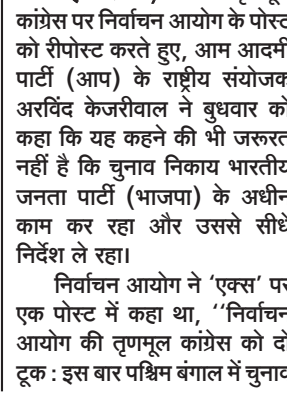 कांग्रेस पर निर्वाचन आयोग के पोस्ट
को रीपोस्ट करते हुए, आम आदमी
पार्टी (आप) के राष्ट्रीय संयोजक
अरविंद केजरीवाल ने बुधवार को
कहा कि यह कहने की भी जरूरत
नहीं है कि चुनाव निकाय भारतीय
जनता पार्टी (भाजपा) के अधीन
काम कर रहा और उससे सीधे
निर्देश ले रहा।
निर्वाचन आयोग ने ‘एक्स’ पर
एक पोस्ट में कहा था, ‘‘निर्वाचन
आयोग की तृणमूल कांग्रेस को दो
टूक : इस बार पश्चिम बंगाल में चुनाव